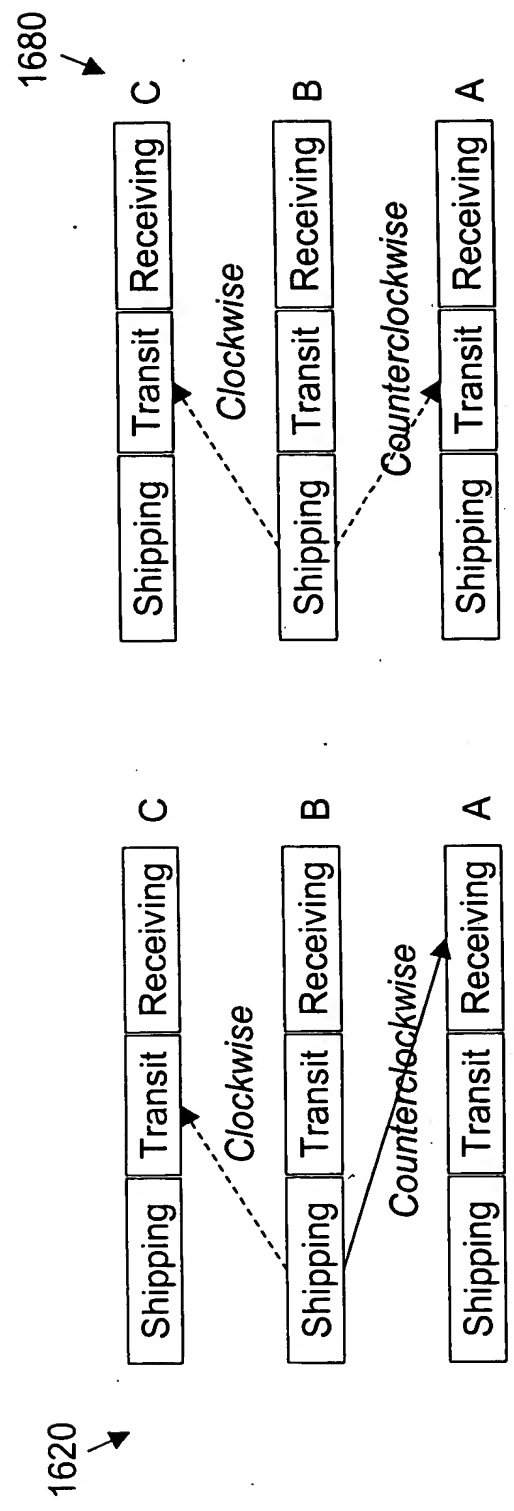 1620
Shipping Transit Receiving C
Clockwise
Shipping Transit Receiving B
Counterclockwise
Shipping Transit Receiving A
1680
Shipping Transit Receiving C
Clockwise
Shipping Transit Receiving B
Counterclockwise
Shipping Transit Receiving A